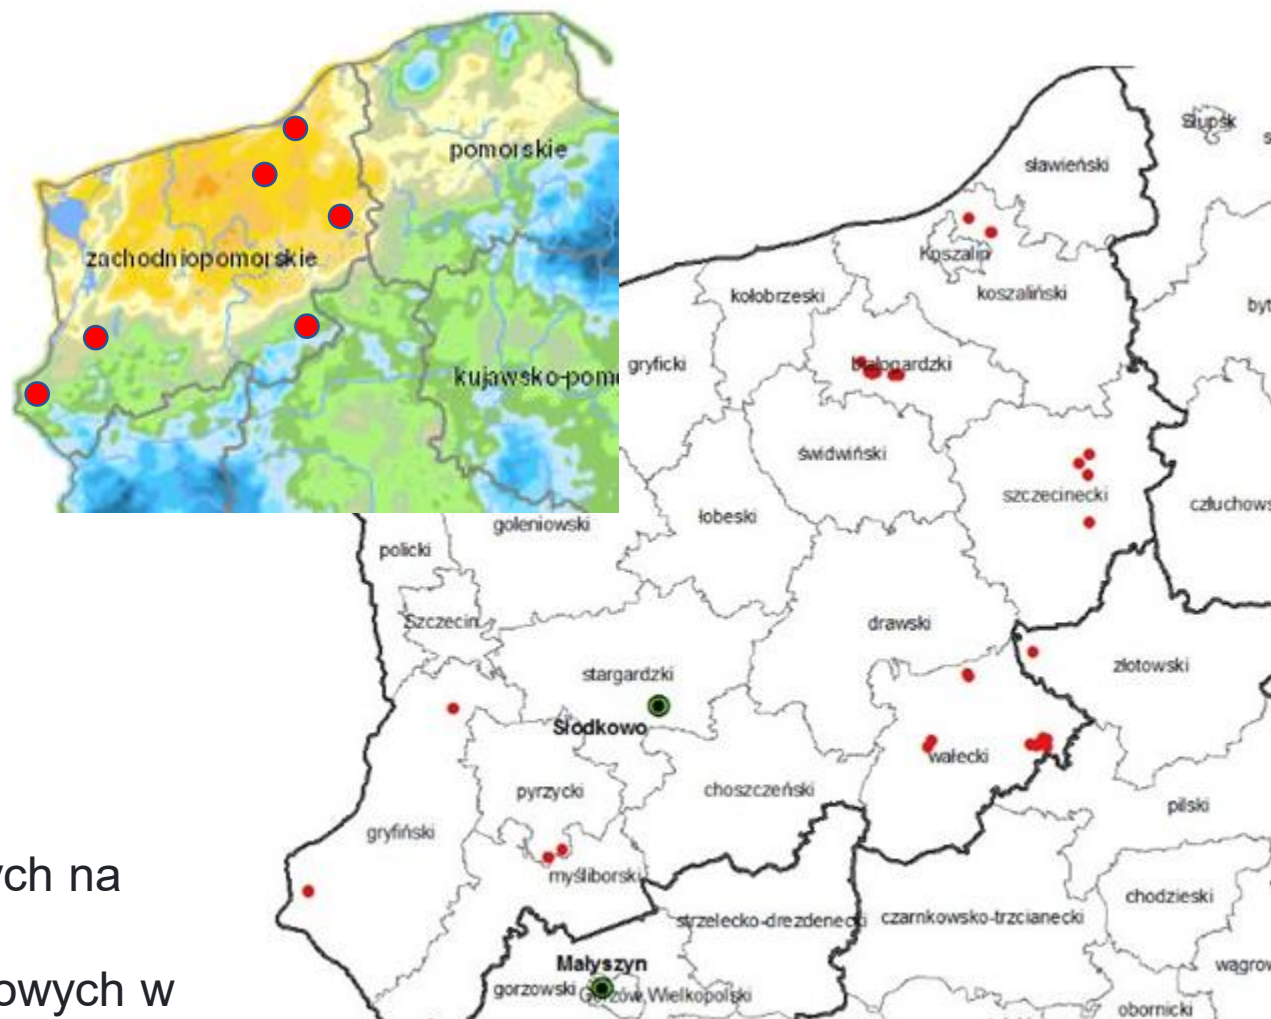 pomorskie
zachodniopomorskie
kujawsko-pom
Słupsk
sławieński
Koszalin
koszaliński
kołobrzeski
byt
gryficki
białogardzki
świdwiński
szczecinecki
człuchows
łobeski
goleniowski
policki
Szczecin
drawski
stargardzki
złotowski
Słodkowo
wałecki
pyrzycki
choszczeński
pilski
gryfiński
ych na
myśliborski
chodzieski
strzelecko-drezdenecki
czarnkowsko-trzcianecki
Małyszyn
wągrow
gorzowski
Gorzów Wielkopolski
owych w
obornicki